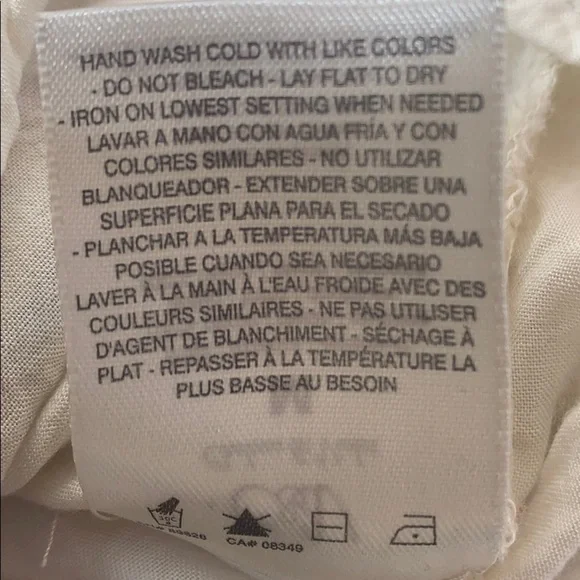 HAND WASH COLD WITH LIKE COLORS
- DO NOT BLEACH - LAY FLAT TO DRY
- IRON ON LOWEST SETTING WHEN NEEDED
LAVAR A MANO CON AGUA FRÍA Y CON
COLORES SIMILARES - NO UTILIZAR
BLANQUEADOR - EXTENDER SOBRE UNA
SUPERFICIE PLANA PARA EL SECADO
- PLANCHAR A LA TEMPERATURA MÁS BAJA
POSIBLE CUANDO SEA NECESARIO
LAVER À LA MAIN À L'EAU FROIDE AVEC DES
COULEURS SIMILAIRES - NE PAS UTILISER
D'AGENT DE BLANCHIMENT - SÉCHAGE À
PLAT - REPASSER À LA TEMPÉRATURE LA
PLUS BASSE AU BESOIN
30C
CA# 08349